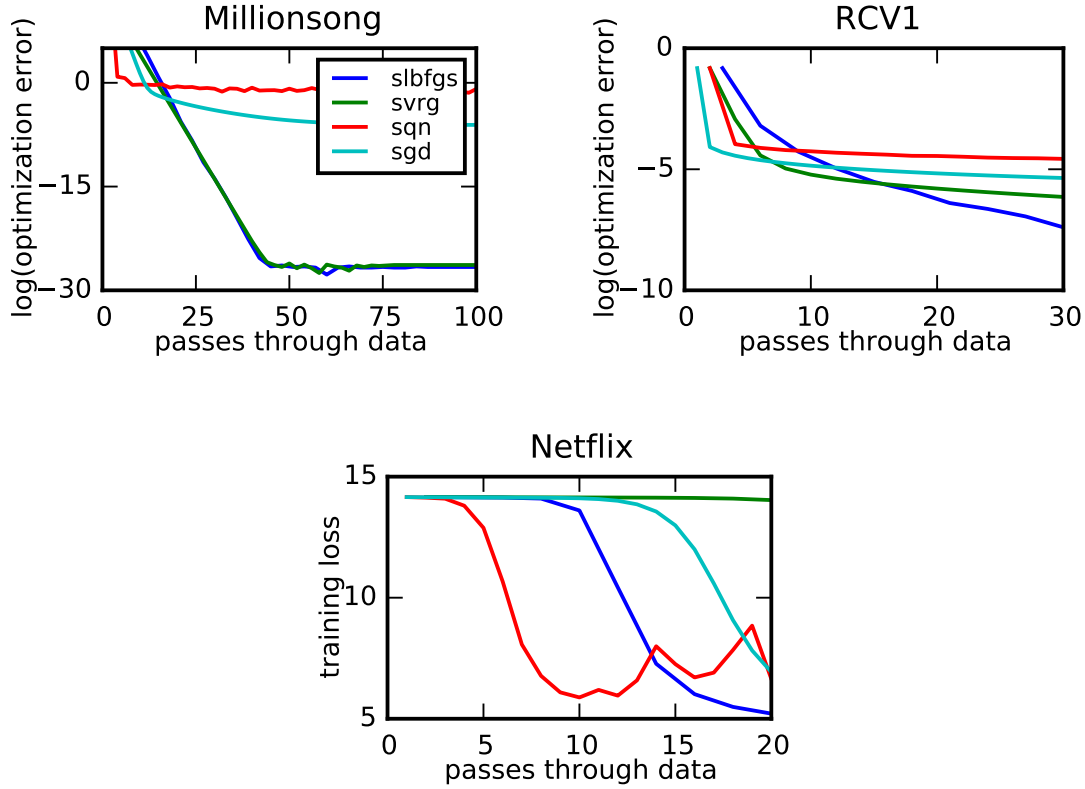 Millionsong
log(optimization error)
0
−15
−30
0 25 50 75 100
passes through data
slbfgs
svrg
sqn
sgd
RCV1
log(optimization error)
0
−5
−10
0 10 20 30
passes through data
Netflix
training loss
15
10
5
0 5 10 15 20
passes through data